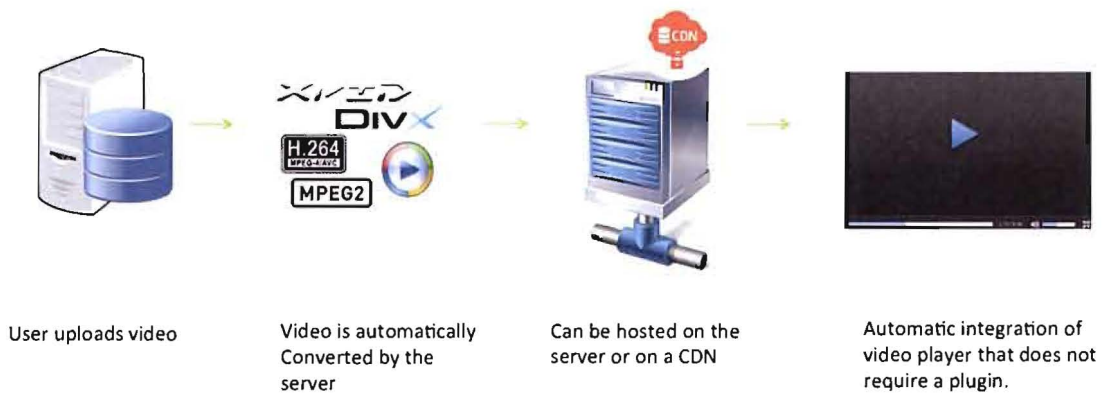 CDN
XViD
DivX
H.264
MPEG-4/AVC
MPEG2
User uploads video
Video is automatically
Converted by the
server
Can be hosted on the
server or on a CDN
Automatic integration of
video player that does not
require a plugin.